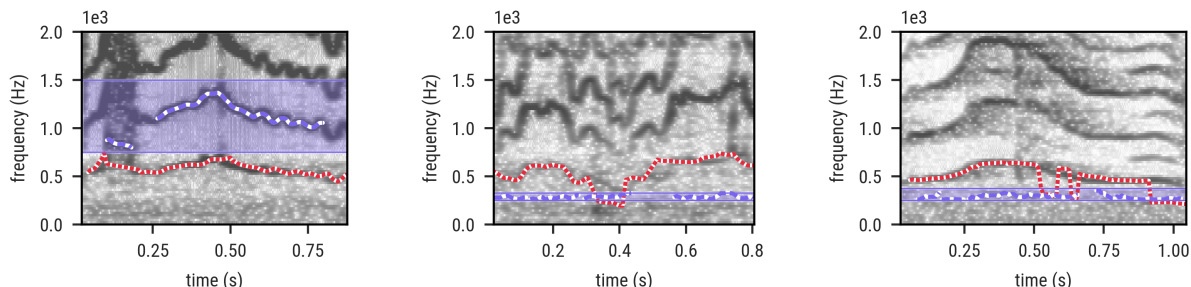 1e3 1e3 1e3
2.0 2.0 2.0
1.5 1.5 1.5
1.0 1.0 1.0
0.5 0.5 0.5
0.0 0.0 0.0
frequency (Hz) frequency (Hz) frequency (Hz)
0.25 0.50 0.75 0.2 0.4 0.6 0.8 0.25 0.50 0.75 1.00
time (s) time (s) time (s)